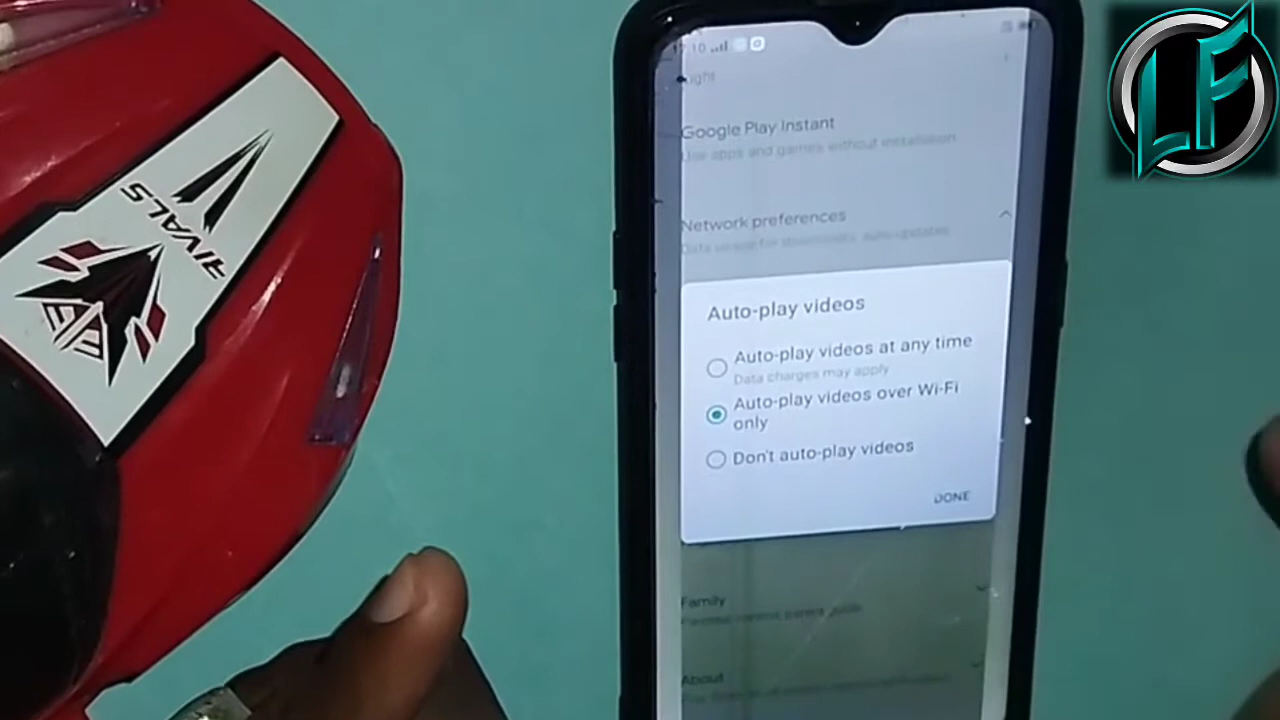 LF
RIVALS
Google Play Instant
Use apps and games without installation
Network preferences
Auto-play videos
Auto-play videos at any time
Data charges may apply
Auto-play videos over Wi-Fi
only
Don't auto-play videos
DONE
Family
About